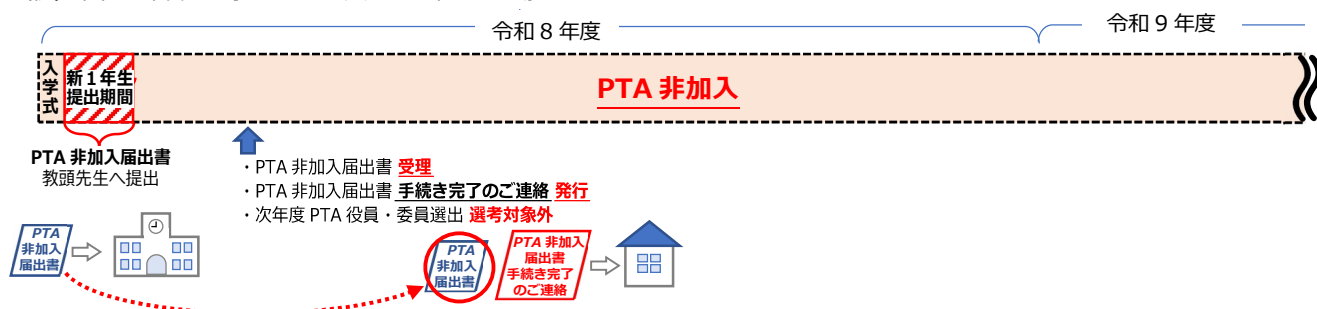 令和８年度
令和９年度
入学式
新１年生
提出期間
PTA 非加入
PTA 非加入届出書
教頭先生へ提出
・PTA 非加入届出書 受理
・PTA 非加入届出書 手続き完了のご連絡 発行
・次年度 PTA 役員・委員選出 選考対象外
PTA
非加入
届出書
PTA
非加入
届出書
PTA 非加入
届出書
手続き完了
のご連絡